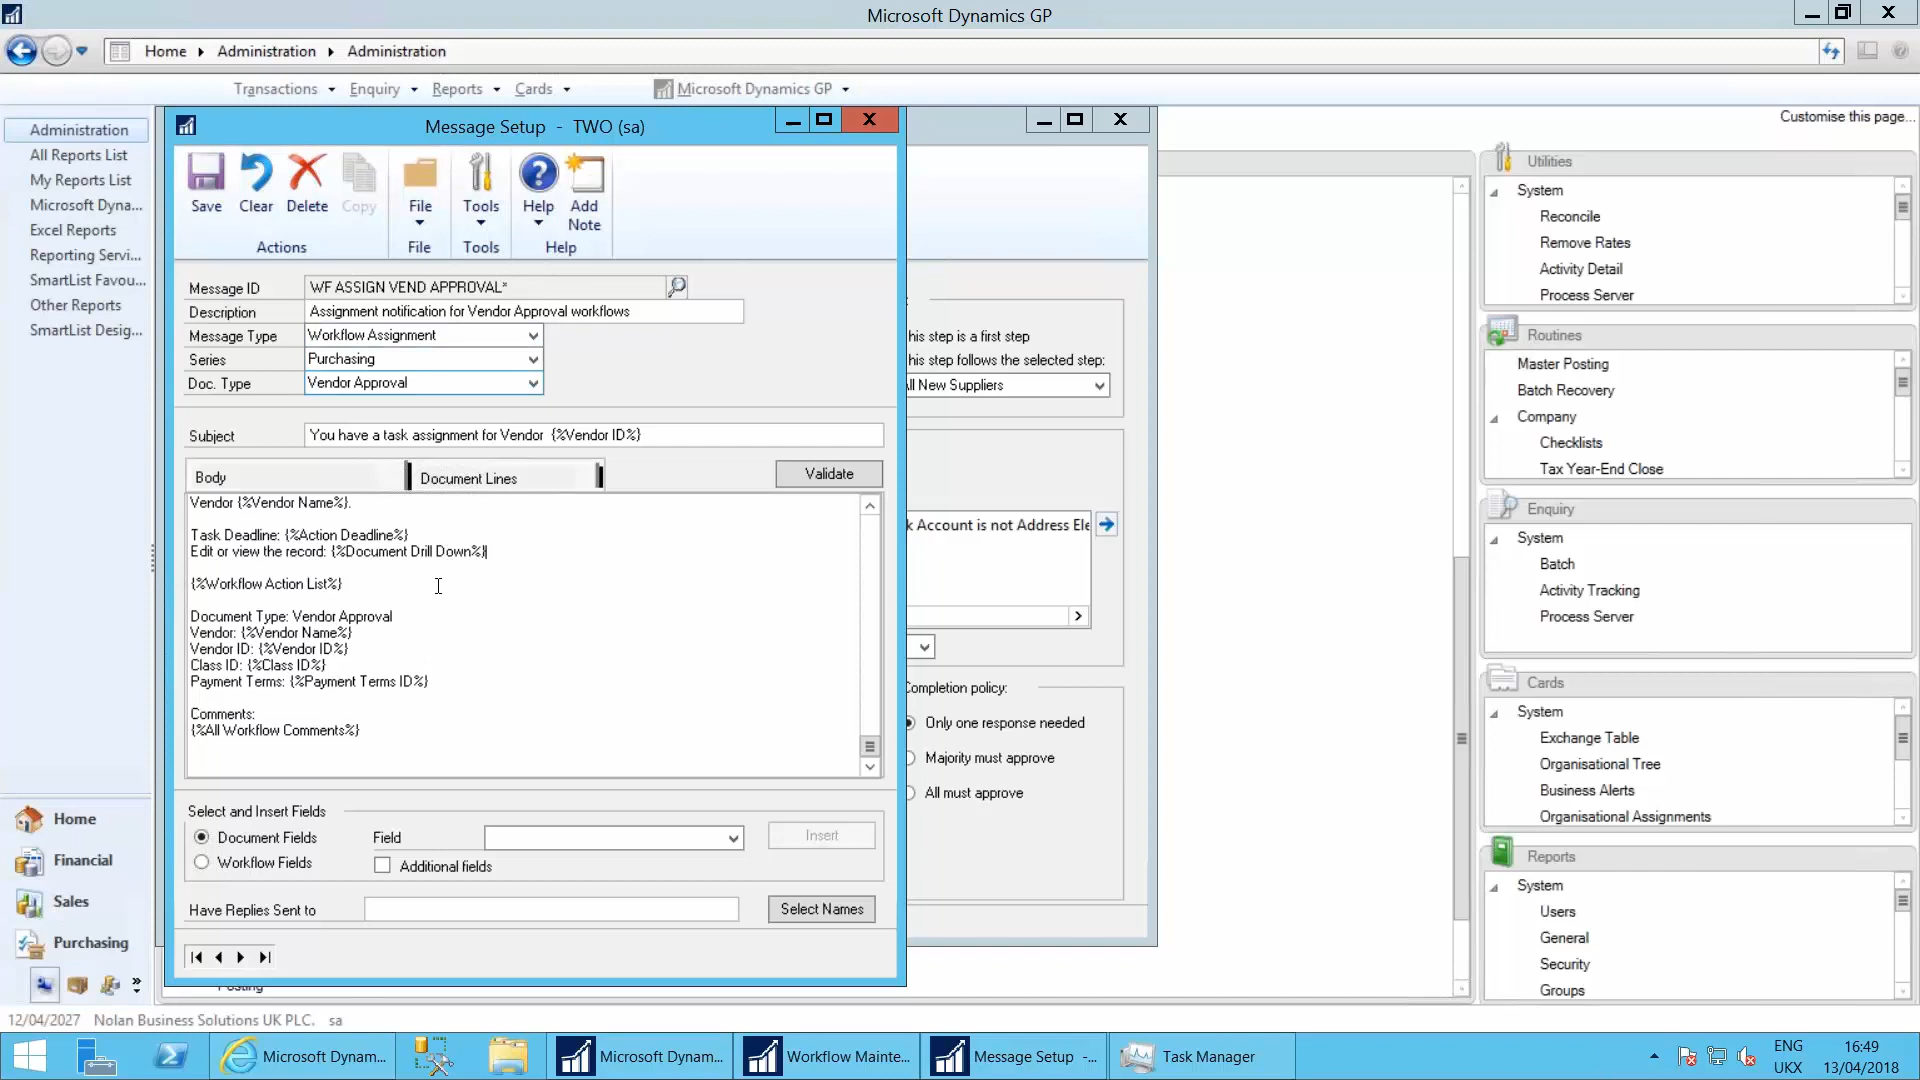 Microsoft Dynamics GP
Home Administration Administration
Transactions Enquiry Reports Cards Microsoft Dynamics GP
Customise this page...
Administration
All Reports List
My Reports List
Microsoft Dyna...
Excel Reports
Reporting Servi...
SmartList Favou...
Other Reports
SmartList Desig...
Home
Financial
Sales
Purchasing
Message Setup - TWO (sa)
Save Clear Delete Copy File Tools Help Add Note
Actions File Tools Help
Message ID WF ASSIGN VEND APPROVAL*
Description Assignment notification for Vendor Approval workflows
Message Type Workflow Assignment
Series Purchasing
Doc. Type Vendor Approval
Subject You have a task assignment for Vendor {%Vendor ID%}
Body Document Lines Validate
Vendor {%Vendor Name%}.
Task Deadline: {%Action Deadline%}
Edit or view the record: {%Document Drill Down%}
{%Workflow Action List%}
Document Type: Vendor Approval
Vendor: {%Vendor Name%}
Vendor ID: {%Vendor ID%}
Class ID: {%Class ID%}
Payment Terms: {%Payment Terms ID%}
Comments:
{%All Workflow Comments%}
Select and Insert Fields
Document Fields Field Insert
Workflow Fields Additional fields
Have Replies Sent to Select Names
his step is a first step
his step follows the selected step:
ll New Suppliers
k Account is not Address Ele
Completion policy:
Only one response needed
Majority must approve
All must approve
Posting
Utilities
System
Reconcile
Remove Rates
Activity Detail
Process Server
Routines
Master Posting
Batch Recovery
Company
Checklists
Tax Year-End Close
Enquiry
System
Batch
Activity Tracking
Process Server
Cards
System
Exchange Table
Organisational Tree
Business Alerts
Organisational Assignments
Reports
System
Users
General
Security
Groups
12/04/2027 Nolan Business Solutions UK PLC. sa
Microsoft Dynam... Microsoft Dynam... Workflow Mainte... Message Setup -... Task Manager
ENG 16:49
UKX 13/04/2018